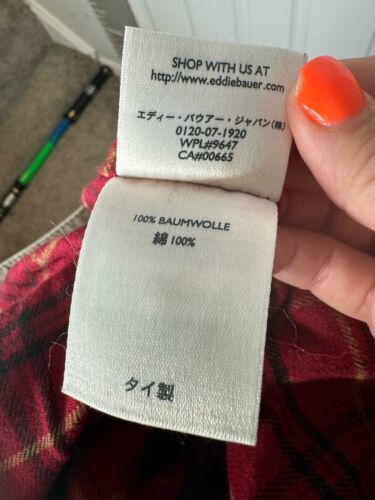 SHOP WITH US AT
http://www.eddiebauer.com
エディー・バウアー・ジャパン(株)
0120-07-1920
WPL#9647
CA#00665
100% BAUMWOLLE
綿 100%
タイ製